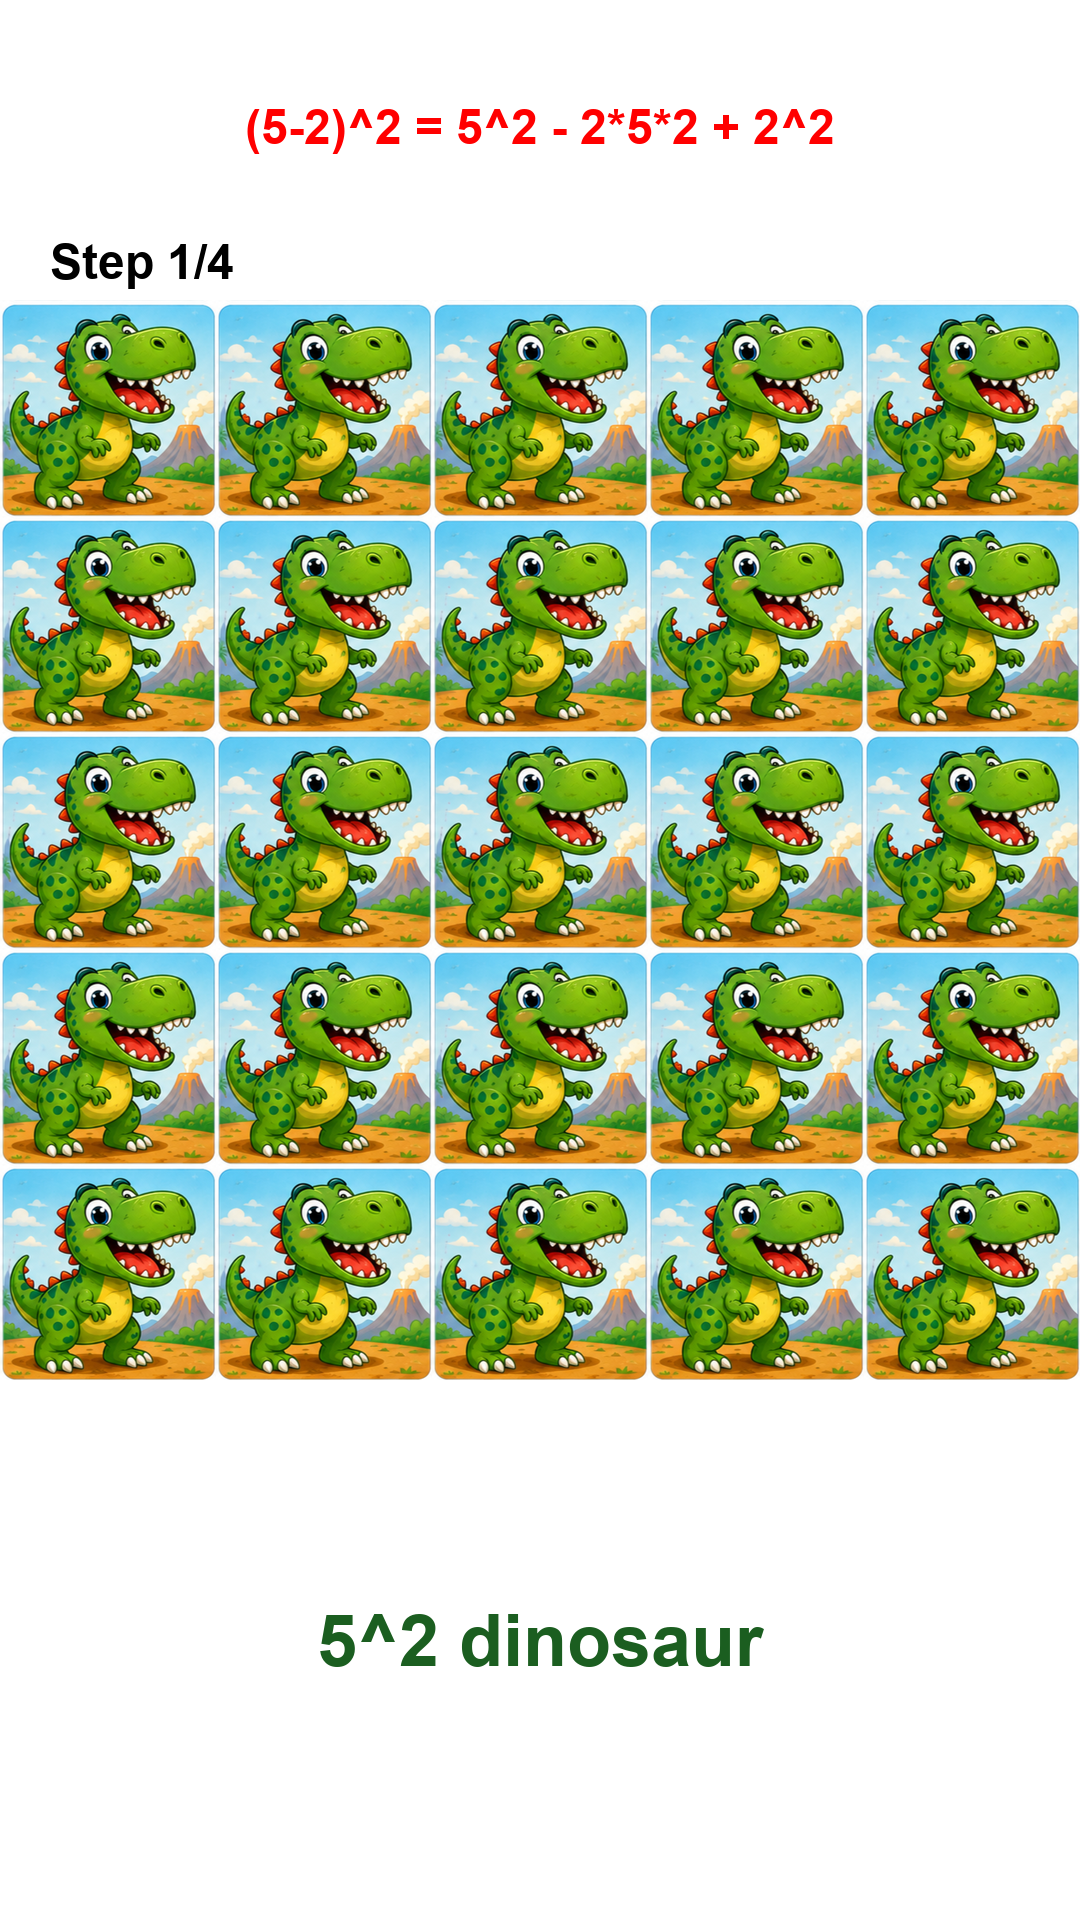 (5-2)^2 = 5^2 - 2*5*2 + 2^2
Step 1/4
5^2 dinosaur